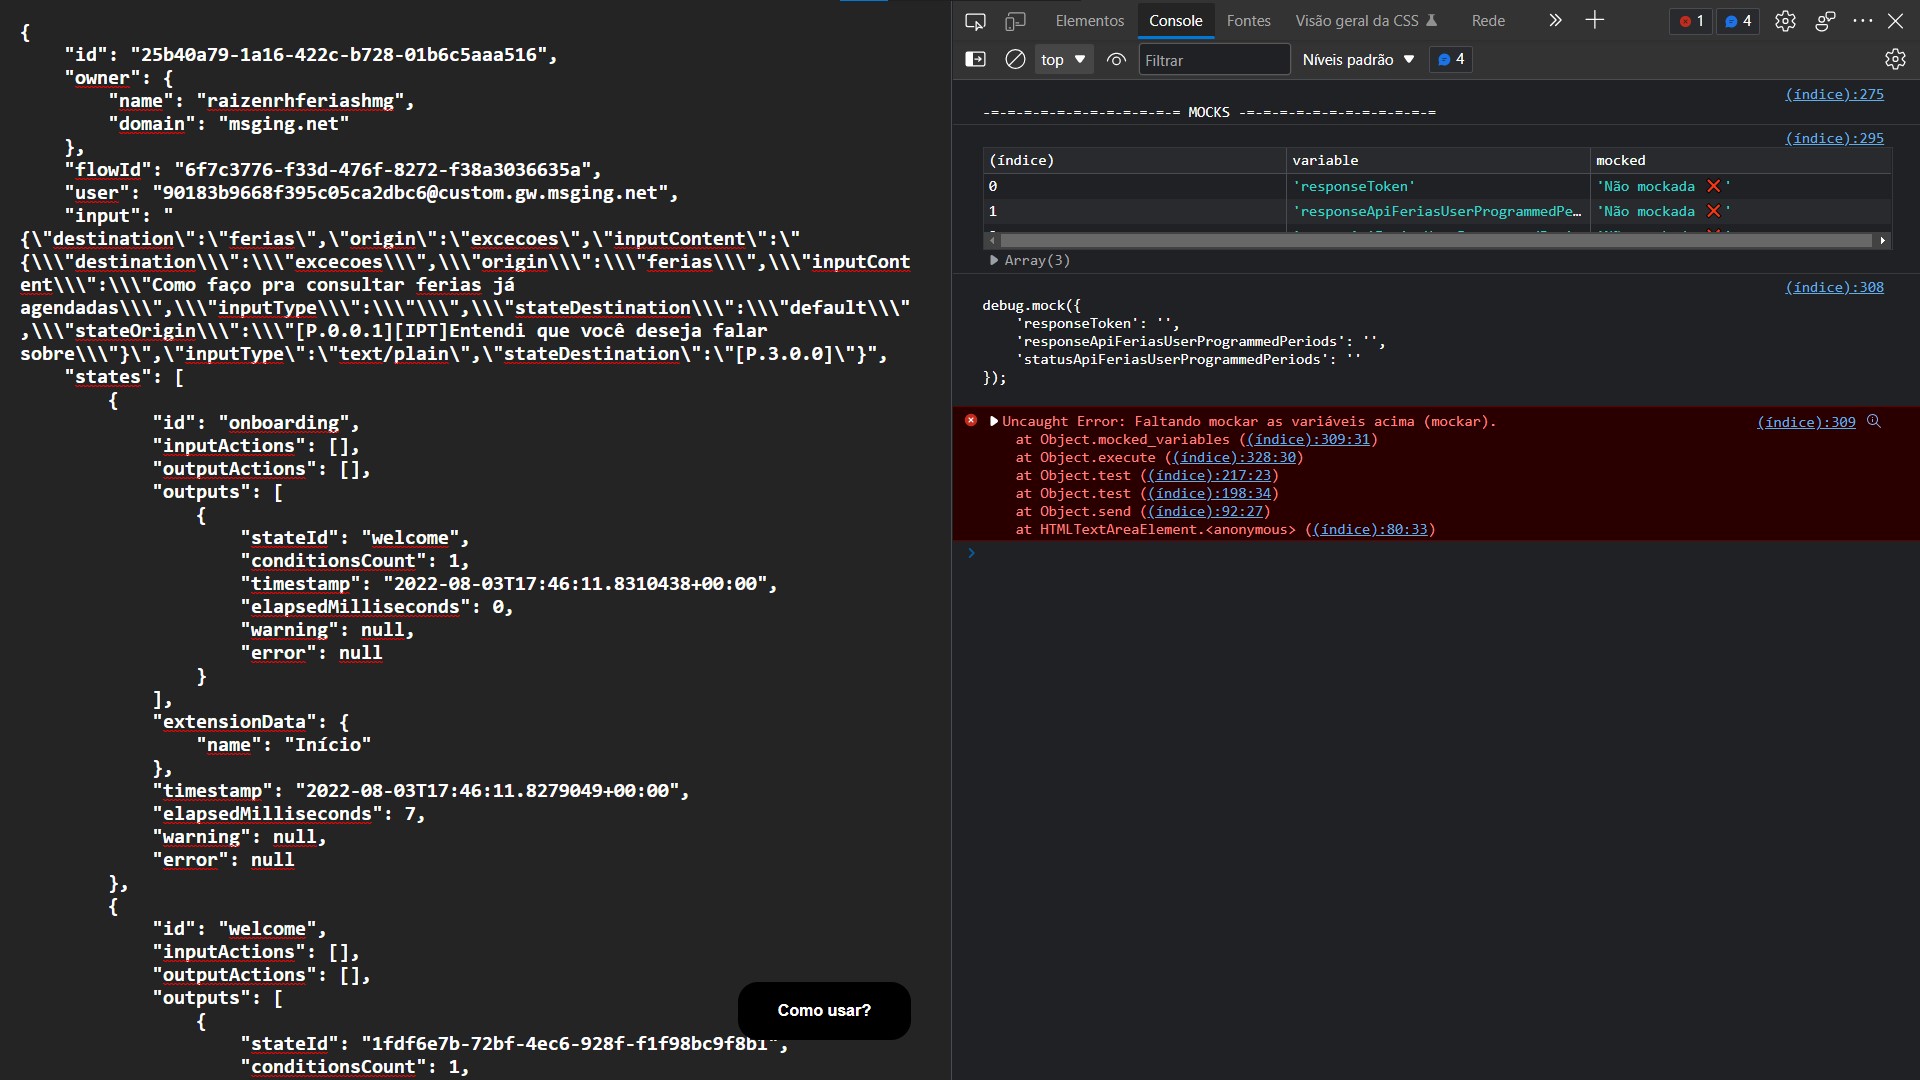 {
"id": "25b40a79-1a16-422c-b728-01b6c5aaa516",
"owner": {
"name": "raizenrhferiashmg",
"domain": "msging.net"
},
"flowId": "6f7c3776-f33d-476f-8272-f38a3036635a",
"user": "90183b9668f395c05ca2dbc6@custom.gw.msging.net",
"input": "
{\"destination\":\"ferias\",\"origin\":\"excecoes\",\"inputContent\":\"
{\\\"destination\\\":\\\"excecoes\\\",\\\"origin\\\":\\\"ferias\\\",\\\"inputCont
ent\\\":\\\"Como faço pra consultar ferias já
agendadas\\\",\\\"inputType\\\":\\\"\\\",\\\"stateDestination\\\":\\\"default\\\"
,\\\"stateOrigin\\\":\\\"[P.0.0.1][IPT]Entendi que você deseja falar
sobre\\\"}\",\"inputType\":\"text/plain\",\"stateDestination\":\"[P.3.0.0]\"}",
"states": [
{
"id": "onboarding",
"inputActions": [],
"outputActions": [],
"outputs": [
{
"stateId": "welcome",
"conditionsCount": 1,
"timestamp": "2022-08-03T17:46:11.8310438+00:00",
"elapsedMilliseconds": 0,
"warning": null,
"error": null
}
],
"extensionData": {
"name": "Início"
},
"timestamp": "2022-08-03T17:46:11.8279049+00:00",
"elapsedMilliseconds": 7,
"warning": null,
"error": null
},
{
"id": "welcome",
"inputActions": [],
"outputActions": [],
"outputs": [
{
"stateId": "1fdf6e7b-72bf-4ec6-928f-f1f98bc9f8b1",
"conditionsCount": 1,
Como usar?
Elementos Console Fontes Visão geral da CSS Rede 1 4
top Filtrar Níveis padrão 4
(índice):275
-=-=-=-=-=-=-=-=-=-=-=-= MOCKS -=-=-=-=-=-=-=-=-=-=-=-=
(índice):295
(índice) variable mocked
0 'responseToken' 'Não mockada ❌'
1 'responseApiFeriasUserProgrammedPe… 'Não mockada ❌'
Array(3)
(índice):308
debug.mock({
'responseToken': '',
'responseApiFeriasUserProgrammedPeriods': '',
'statusApiFeriasUserProgrammedPeriods': ''
});
Uncaught Error: Faltando mockar as variáveis acima (mockar). (índice):309
at Object.mocked_variables ((índice):309:31)
at Object.execute ((índice):328:30)
at Object.test ((índice):217:23)
at Object.test ((índice):198:34)
at Object.send ((índice):92:27)
at HTMLTextAreaElement.<anonymous> ((índice):80:33)